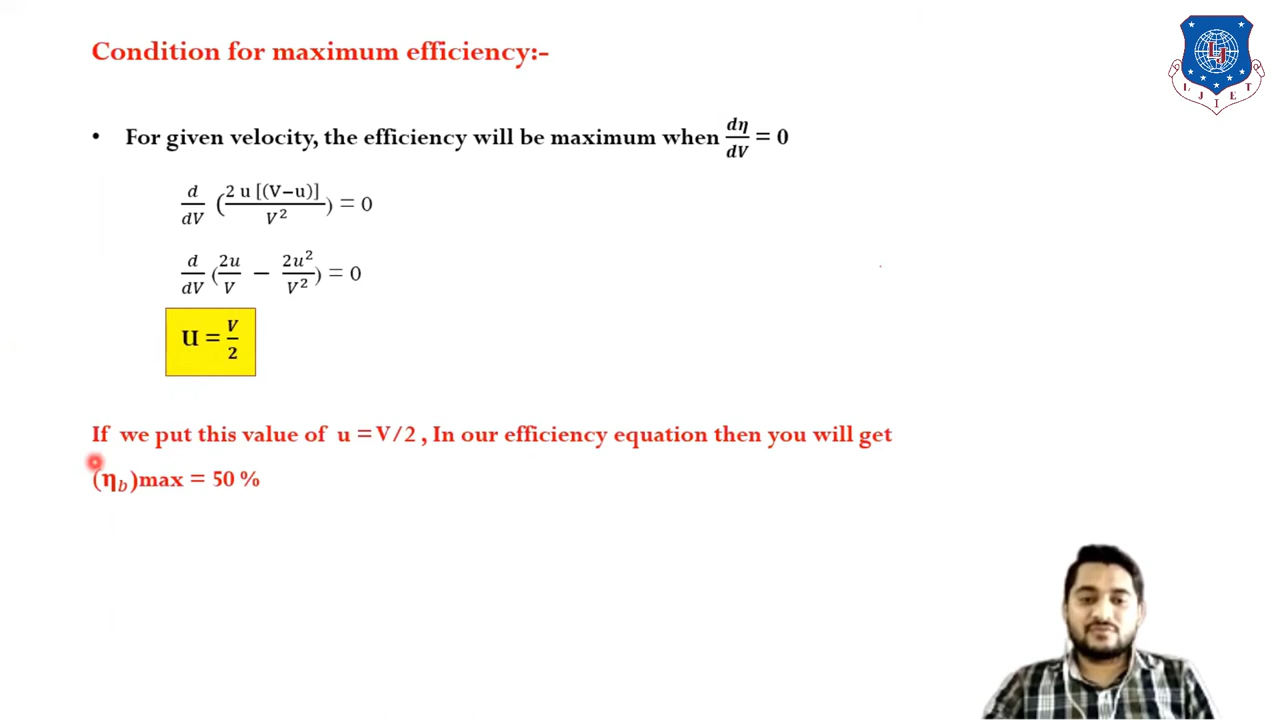 Condition for maximum efficiency:-
LJ
L J I E T
• For given velocity, the efficiency will be maximum when dη/dV = 0
d/dV (2 u [(V−u)]/V²) = 0
d/dV (2u/V − 2u²/V²) = 0
U = V/2
If we put this value of u = V/2 , In our efficiency equation then you will get
(η_b)max = 50 %